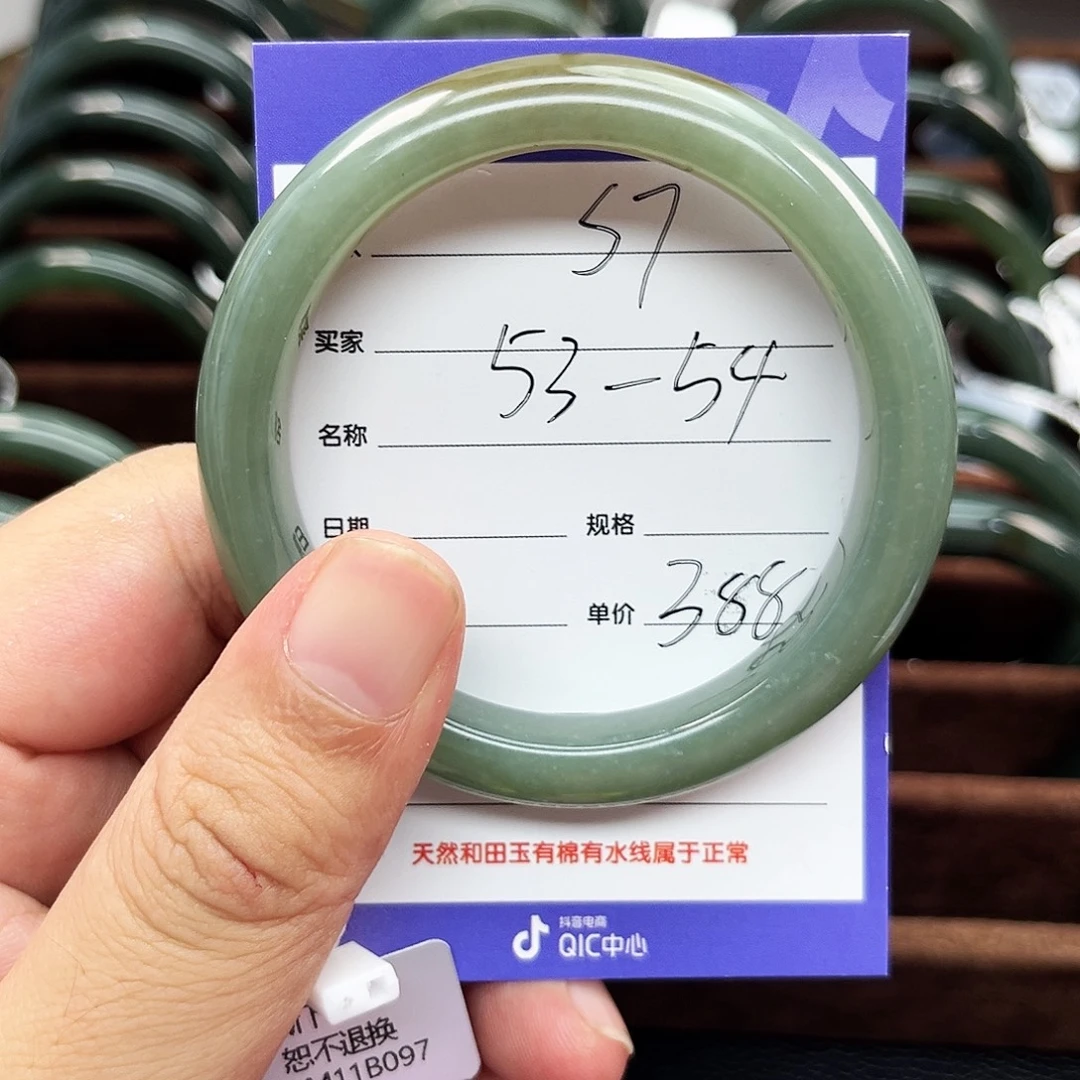 57
买家
53-54
名称
日期 规格
单价 388
天然和田玉有棉有水线属于正常
抖音电商
QIC中心
恕不退换
411B097